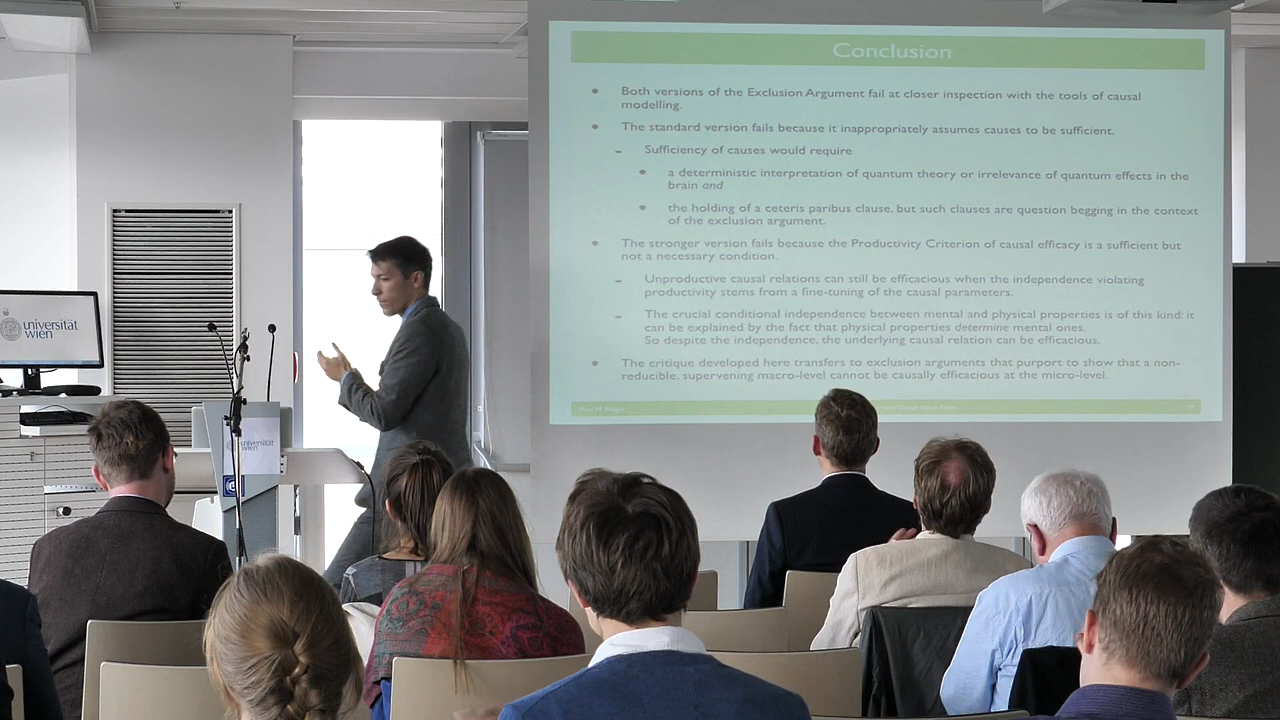 Conclusion
Both versions of the Exclusion Argument fail at closer inspection with the tools of causal
modelling.
The standard version fails because it inappropriately assumes causes to be sufficient.
Sufficiency of causes would require
a deterministic interpretation of quantum theory or irrelevance of quantum effects in the
brain and
the holding of a ceteris paribus clause, but such clauses are question begging in the context
of the exclusion argument.
The stronger version fails because the Productivity Criterion of causal efficacy is a sufficient but
not a necessary condition.
Unproductive causal relations can still be efficacious when the independence violating
productivity stems from a fine-tuning of the causal parameters.
The crucial conditional independence between mental and physical properties is of this kind: it
can be explained by the fact that physical properties determine mental ones.
So despite the independence, the underlying causal relation can be efficacious.
The critique developed here transfers to exclusion arguments that purport to show that a non-
reducible, supervening macro-level cannot be causally efficacious at the micro-level.
universität
wien
universität
wien